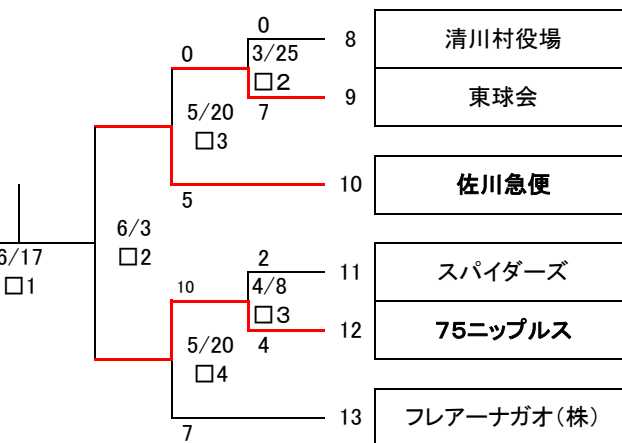 0
8 清川村役場
0 3/25
□2
9 東球会
5/20 7
□3
10 佐川急便
5
6/3
□2
6/17
□1
2
11 スパイダーズ
10 4/8
□3
12 75ニップルス
5/20 4
□4
13 フレアーナガオ(株)
7